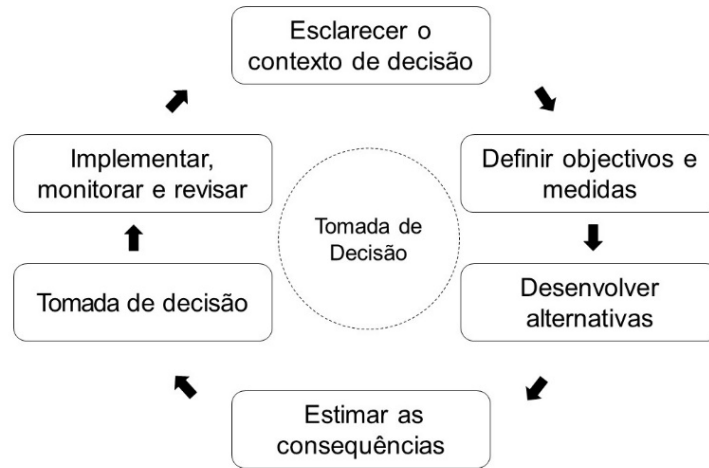 Esclarecer o
contexto de decisão
Definir objectivos e
medidas
Desenvolver
alternativas
Estimar as
consequências
Tomada de decisão
Implementar,
monitorar e revisar
Tomada de
Decisão